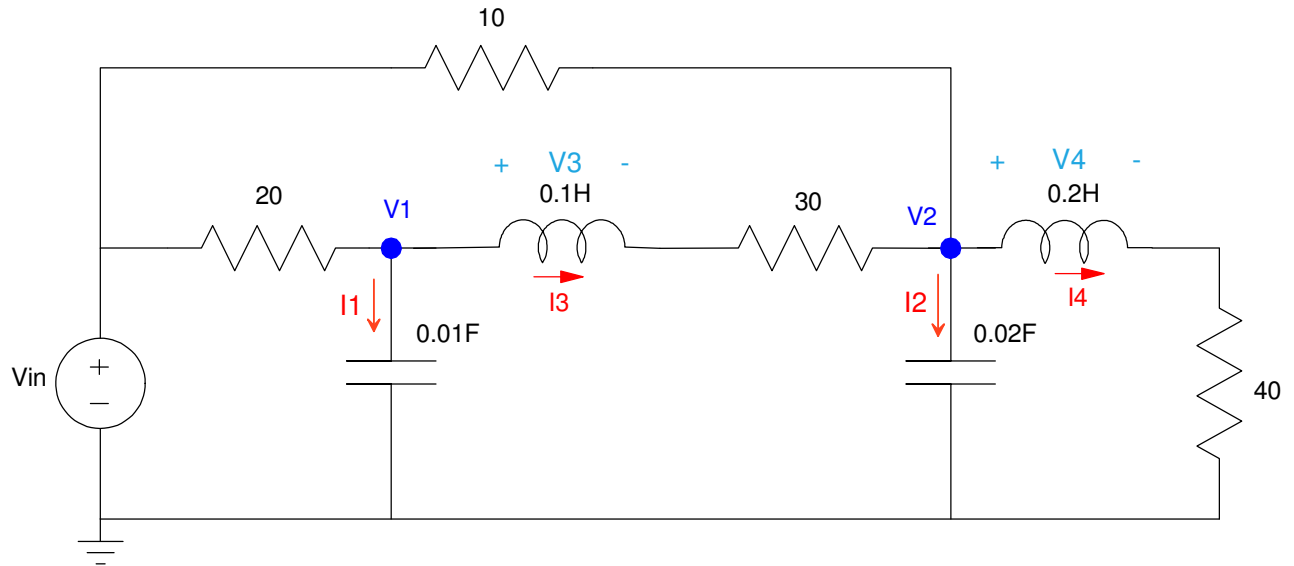 10
+ V3 -
+ V4 -
20
0.1H
30
0.2H
V1
V2
I3
I4
I1
I2
0.01F
0.02F
Vin
+
−
40